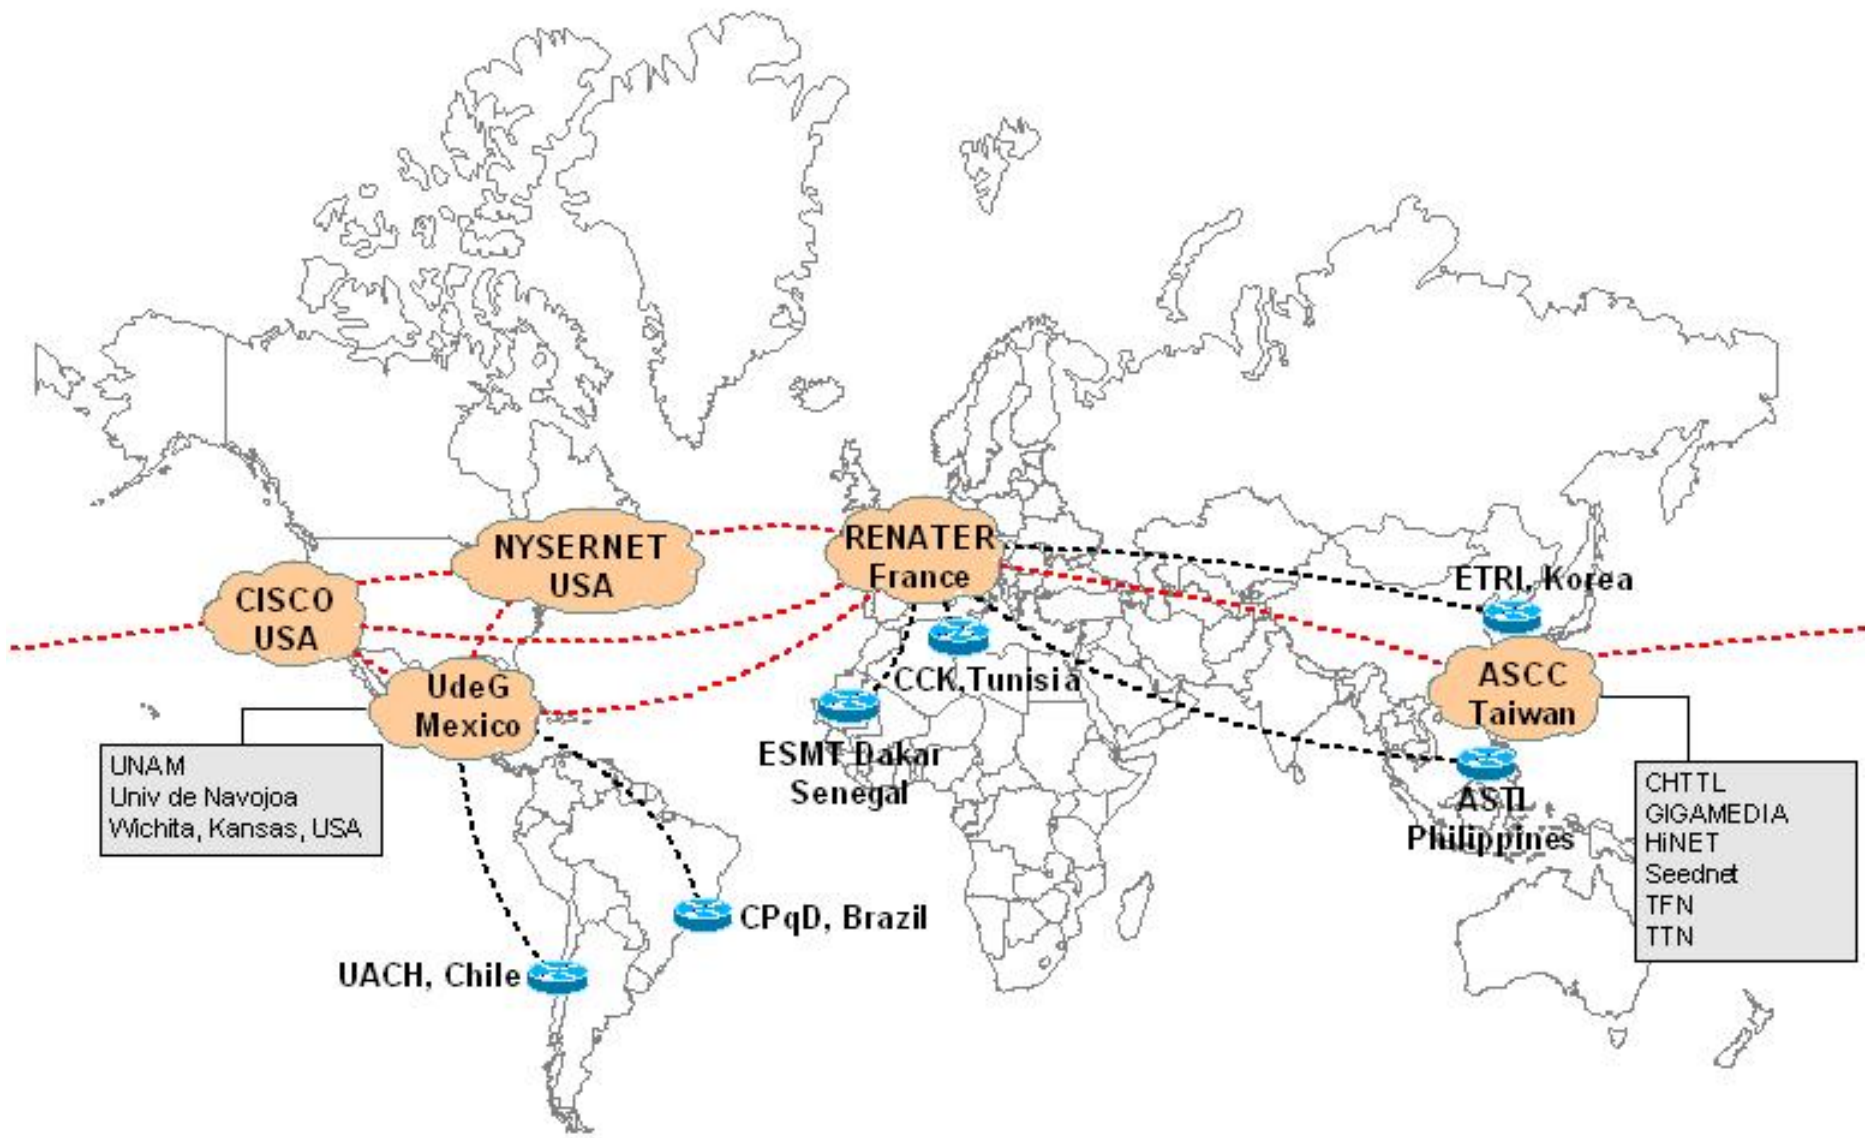 NYSERNET
USA
RENATER
France
CISCO
USA
ETRI, Korea
UdeG
Mexico
CCK,Tunisia
ASCC
Taiwan
ESMT Dakar
Senegal
ASTI
Philippines
UNAM
Univ de Navojoa
Wichita, Kansas, USA
CHTTL
GIGAMEDIA
HiNET
Seednet
TFN
TTN
CPqD, Brazil
UACH, Chile